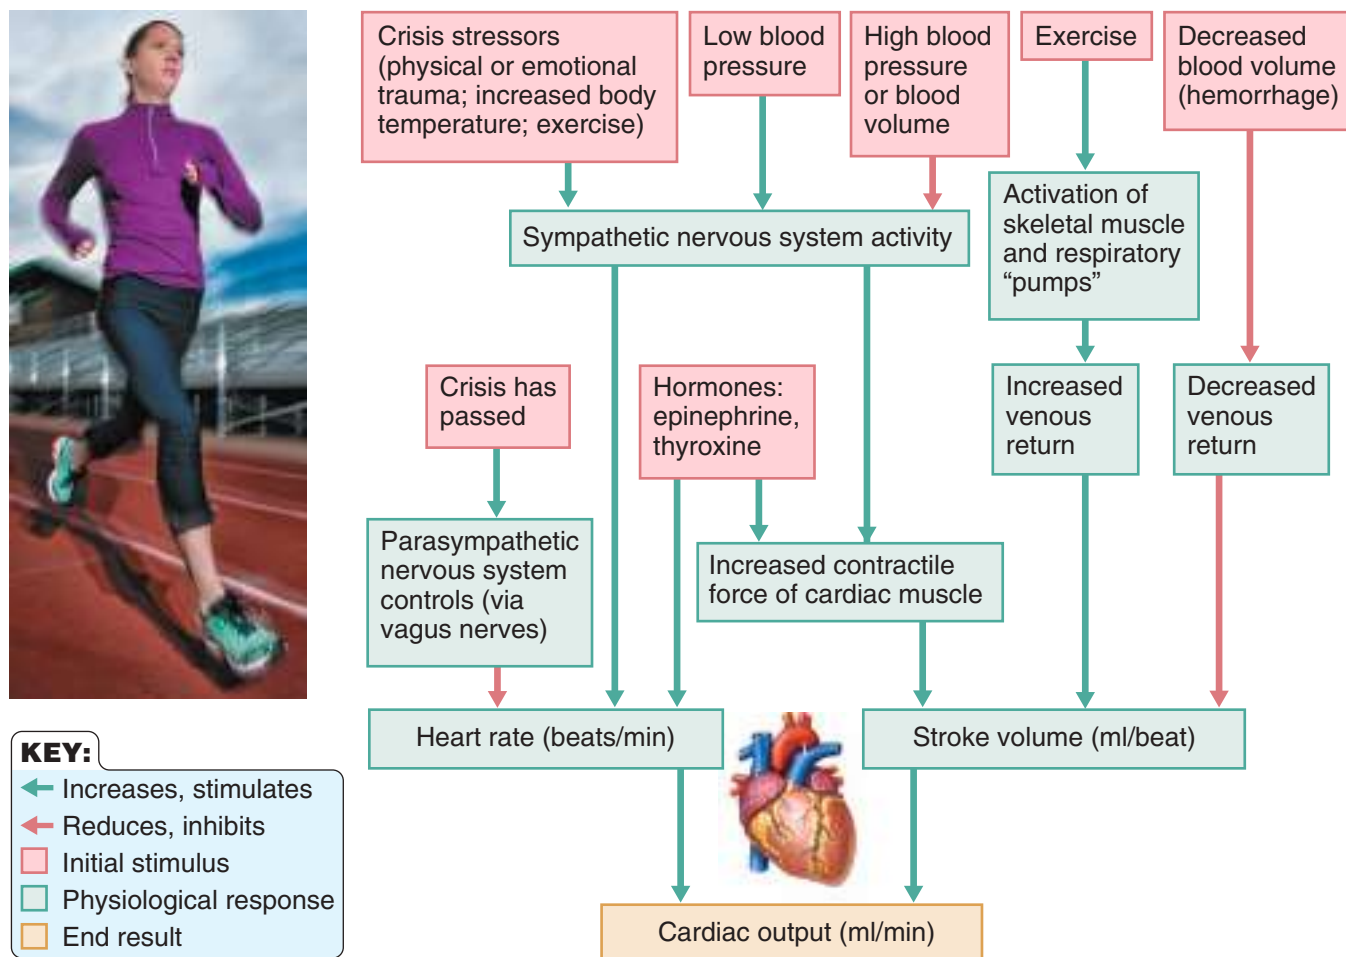 Crisis stressors
(physical or emotional
trauma; increased body
temperature; exercise)
Low blood
pressure
High blood
pressure
or blood
volume
Exercise
Decreased
blood volume
(hemorrhage)
Sympathetic nervous system activity
Activation of
skeletal muscle
and respiratory
“pumps”
Crisis has
passed
Hormones:
epinephrine,
thyroxine
Increased
venous
return
Decreased
venous
return
Parasympathetic
nervous system
controls (via
vagus nerves)
Increased contractile
force of cardiac muscle
Heart rate (beats/min)
Stroke volume (ml/beat)
Cardiac output (ml/min)
KEY:
Increases, stimulates
Reduces, inhibits
Initial stimulus
Physiological response
End result